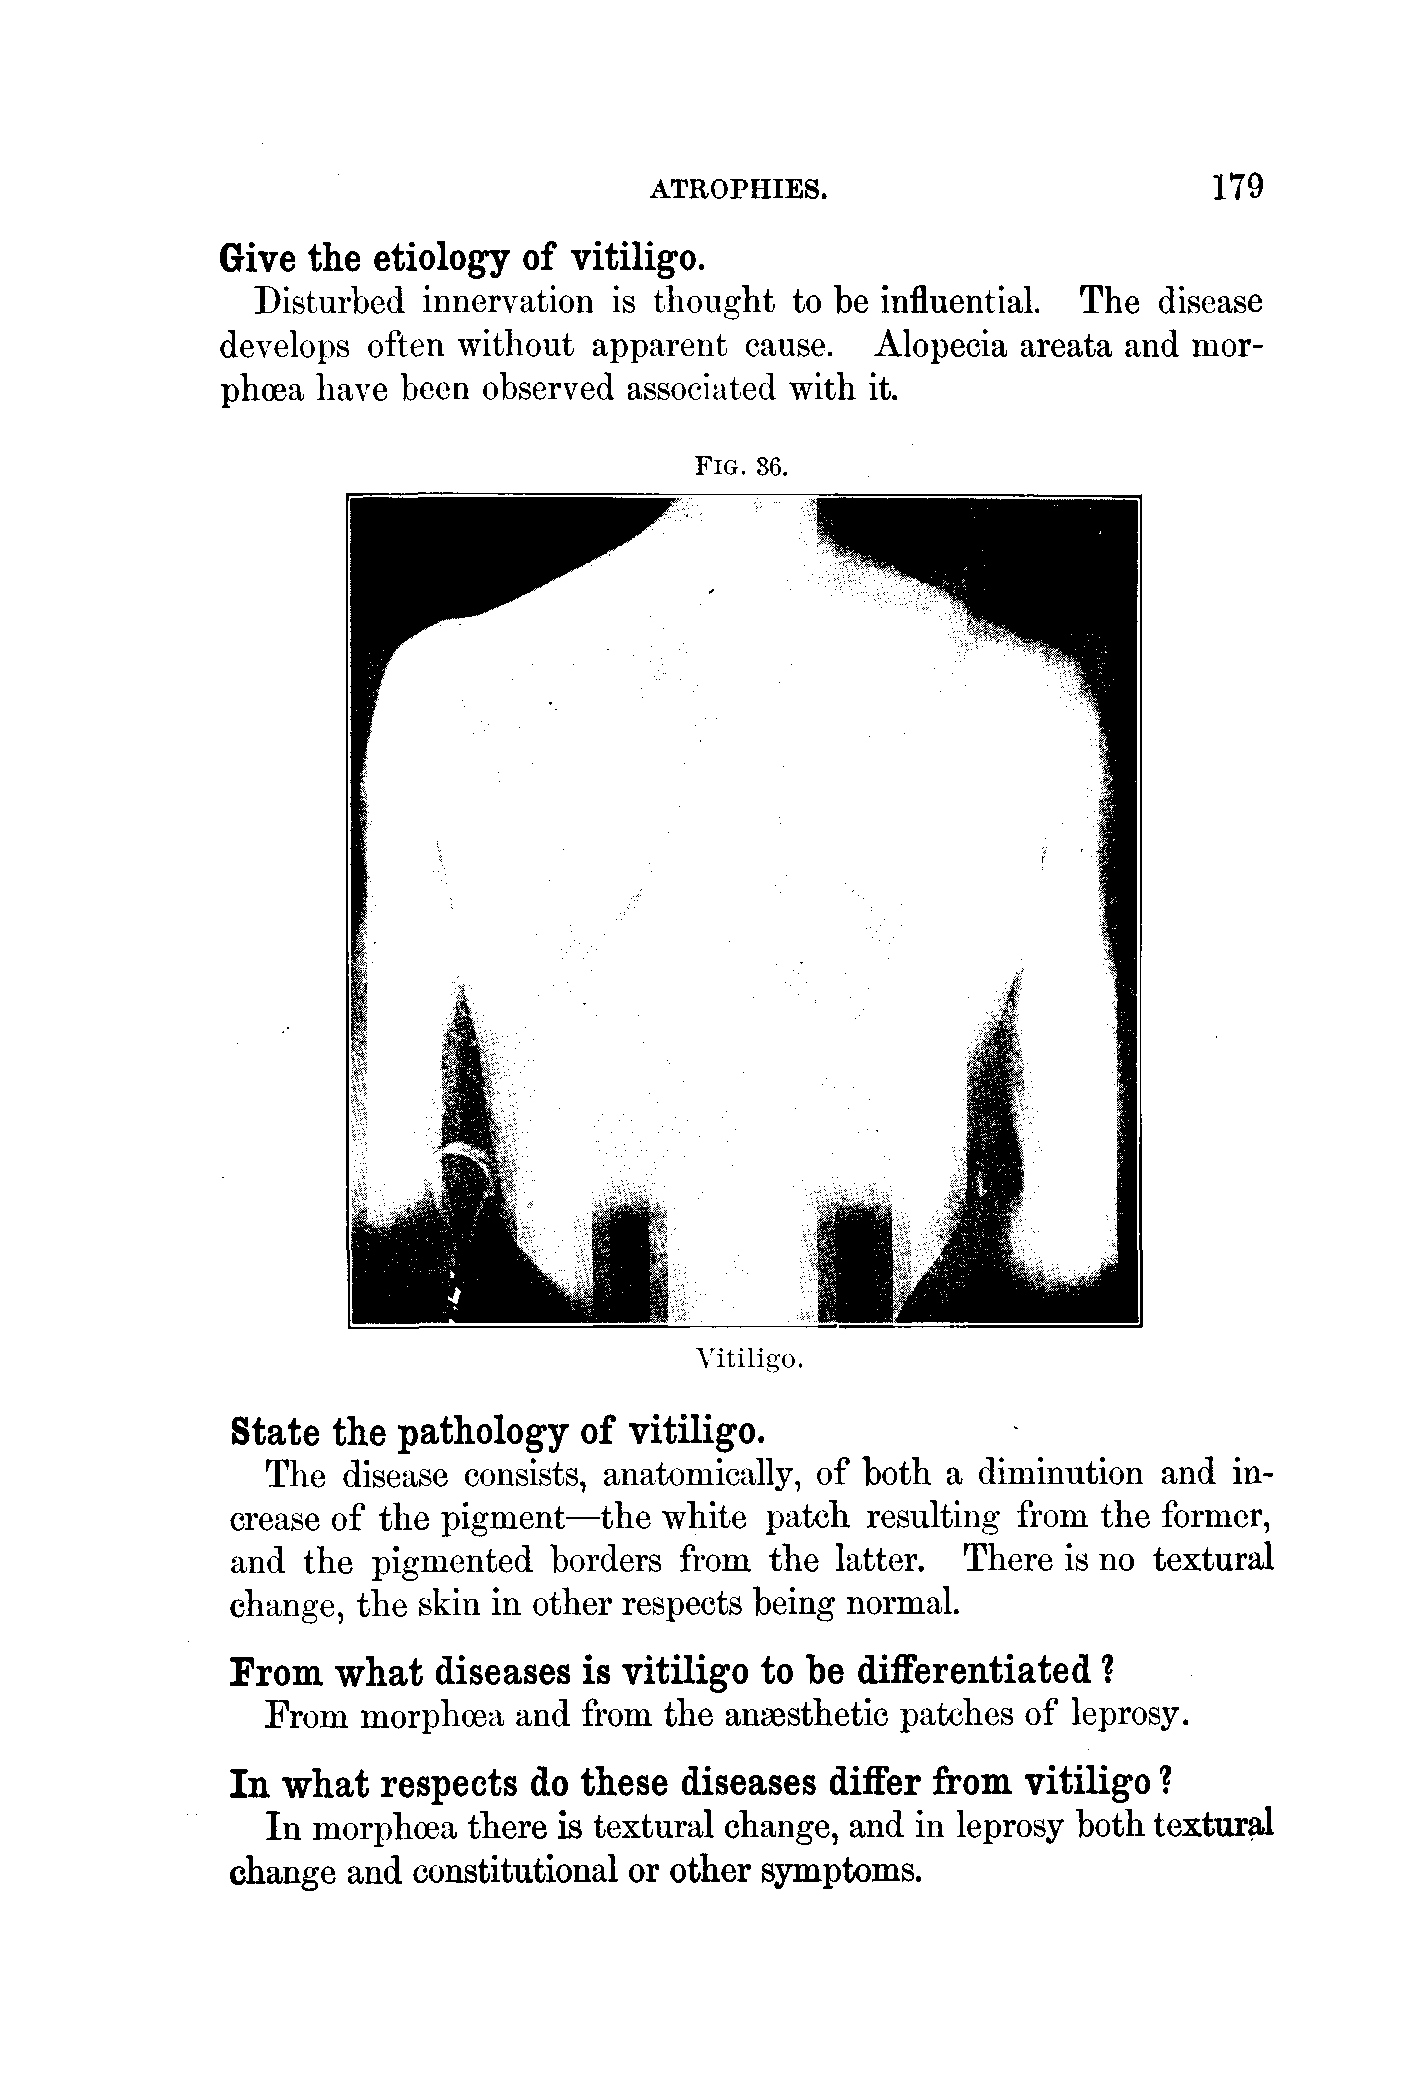 ATROPHIES. 179
Give the etiology of vitiligo.
Disturbed innervation is thought to be influential. The disease
develops often without apparent cause. Alopecia areata and mor-
phœa have been observed associated with it.
FIG. 36.
Vitiligo.
State the pathology of vitiligo.
The disease consists, anatomically, of both a diminution and in-
crease of the pigment—the white patch resulting from the former,
and the pigmented borders from the latter. There is no textural
change, the skin in other respects being normal.
From what diseases is vitiligo to be differentiated?
From morphœa and from the anæsthetic patches of leprosy.
In what respects do these diseases differ from vitiligo?
In morphœa there is textural change, and in leprosy both textural
change and constitutional or other symptoms.